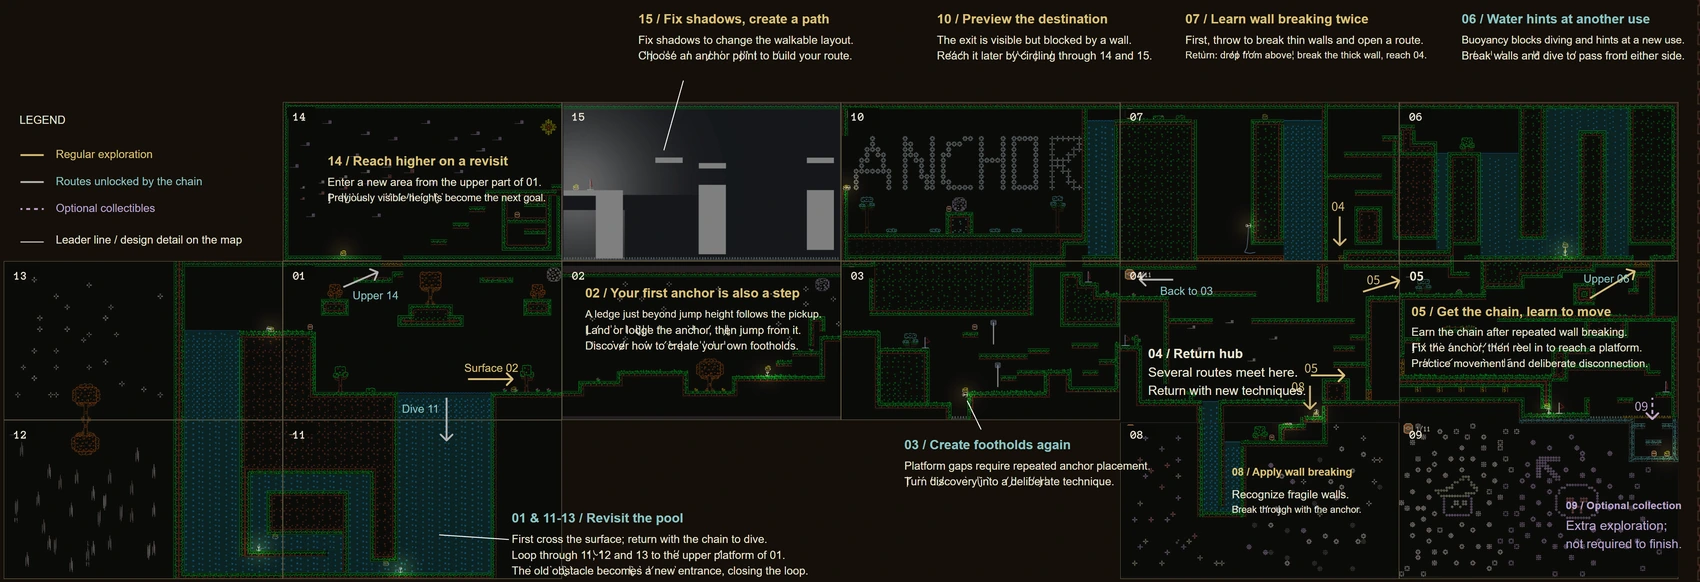 15 / Fix shadows, create a path
Fix shadows to change the walkable layout.
Choose an anchor point to build your route.
10 / Preview the destination
The exit is visible but blocked by a wall.
Reach it later by circling through 14 and 15.
07 / Learn wall breaking twice
First, throw to break thin walls and open a route.
Return: drop from above; break the thick wall, reach 04.
06 / Water hints at another use
Buoyancy blocks diving and hints at a new use.
Break walls and dive to pass from either side.
LEGEND
Regular exploration
Routes unlocked by the chain
Optional collectibles
Leader line / design detail on the map
14
14 / Reach higher on a revisit
Enter a new area from the upper part of 01.
Previously visible heights become the next goal.
15
10
ANCHOR
07
04
06
13
01
Upper 14
Surface 02
Dive 11
02
02 / Your first anchor is also a step
A ledge just beyond jump height follows the pickup.
Land or toggle the anchor, then jump from it.
Discover how to create your own footholds.
03
04
Back to 03
05
04 / Return hub
Several routes meet here.
Return with new techniques.
05
08
05
Upper 06
05 / Get the chain, learn to move
Earn the chain after repeated wall breaking.
Fix the anchor, then reel in to reach a platform.
Practice movement and deliberate disconnection.
09
12
11
01 & 11-13 / Revisit the pool
First cross the surface; return with the chain to dive.
Loop through 11-12 and 13 to the upper platform of 01.
The old obstacle becomes a new entrance, closing the loop.
03 / Create footholds again
Platform gaps require repeated anchor placement.
Turn discovery into a deliberate technique.
08
08 / Apply wall breaking
Recognize fragile walls.
Break through with the anchor.
09
11
09 / Optional collection
Extra exploration;
not required to finish.